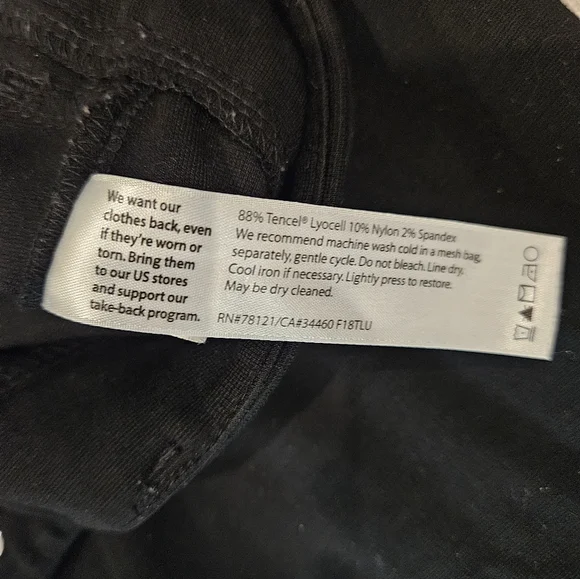 We want our
clothes back, even
if they're worn or
torn. Bring them
to our US stores
and support our
take-back program.
88% Tencel® Lyocell 10% Nylon 2% Spandex
We recommend machine wash cold in a mesh bag,
separately, gentle cycle. Do not bleach. Line dry.
Cool iron if necessary. Lightly press to restore.
May be dry cleaned.
RN#78121/CA#34460 F18TLU